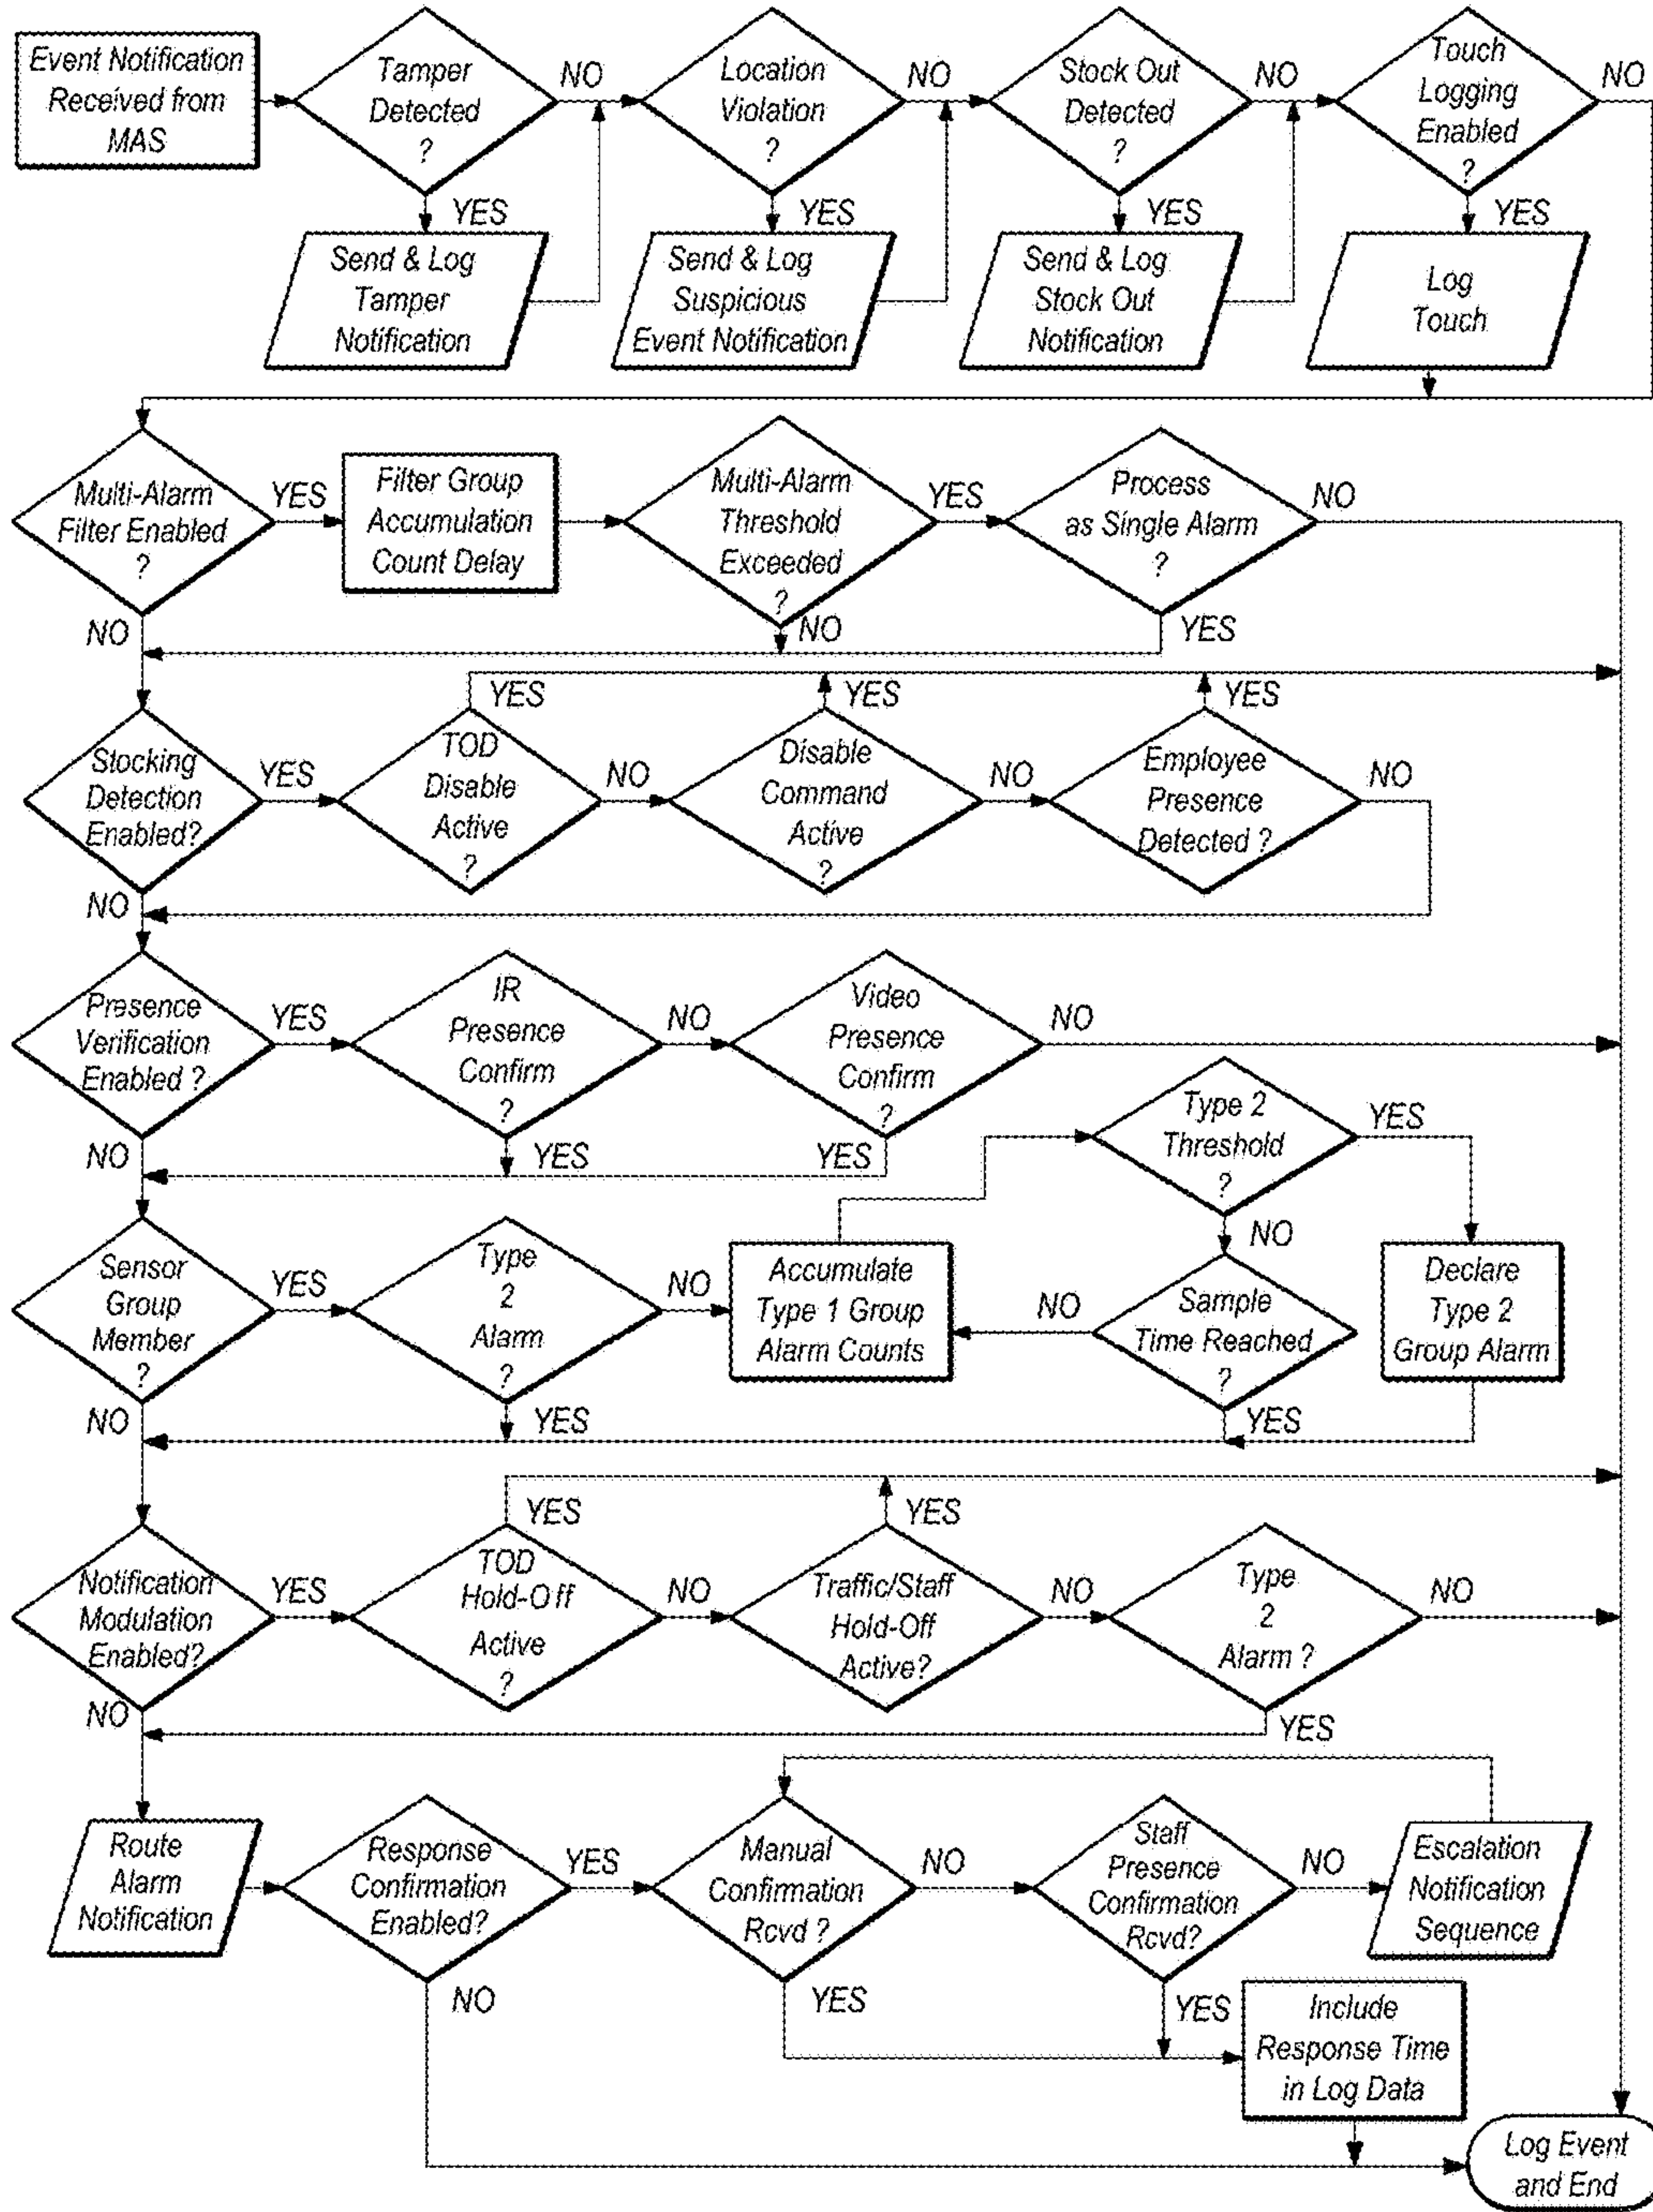 Event Notification
Received from
MAS
Tamper
Detected
?
NO
YES
Send & Log
Tamper
Notification
Location
Violation
?
NO
YES
Send & Log
Suspicious
Event Notification
Stock Out
Detected
?
NO
YES
Send & Log
Stock Out
Notification
Touch
Logging
Enabled
?
NO
YES
Log
Touch
Multi-Alarm
Filter Enabled
?
YES
NO
Filter Group
Accumulation
Count Delay
Multi-Alarm
Threshold
Exceeded
?
YES
NO
Process
as Single Alarm
?
NO
YES
Stocking
Detection
Enabled?
YES
NO
YES
TOD
Disable
Active
?
NO
YES
Disable
Command
Active
?
NO
YES
Employee
Presence
Detected ?
NO
Presence
Verification
Enabled ?
YES
NO
IR
Presence
Confirm
?
NO
YES
Video
Presence
Confirm
?
NO
YES
Sensor
Group
Member
?
YES
NO
Type
2
Alarm
?
NO
YES
Accumulate
Type 1 Group
Alarm Counts
Type 2
Threshold
?
YES
NO
Sample
Time Reached
?
NO
YES
Declare
Type 2
Group Alarm
Notification
Modulation
Enabled?
YES
NO
YES
TOD
Hold-Off
Active
?
NO
YES
Traffic/Staff
Hold-Off
Active?
NO
Type
2
Alarm ?
NO
YES
Route
Alarm
Notification
Response
Confirmation
Enabled?
YES
NO
Manual
Confirmation
Rcvd ?
NO
YES
Staff
Presence
Confirmation
Rcvd?
NO
YES
Escalation
Notification
Sequence
Include
Response Time
in Log Data
Log Event
and End